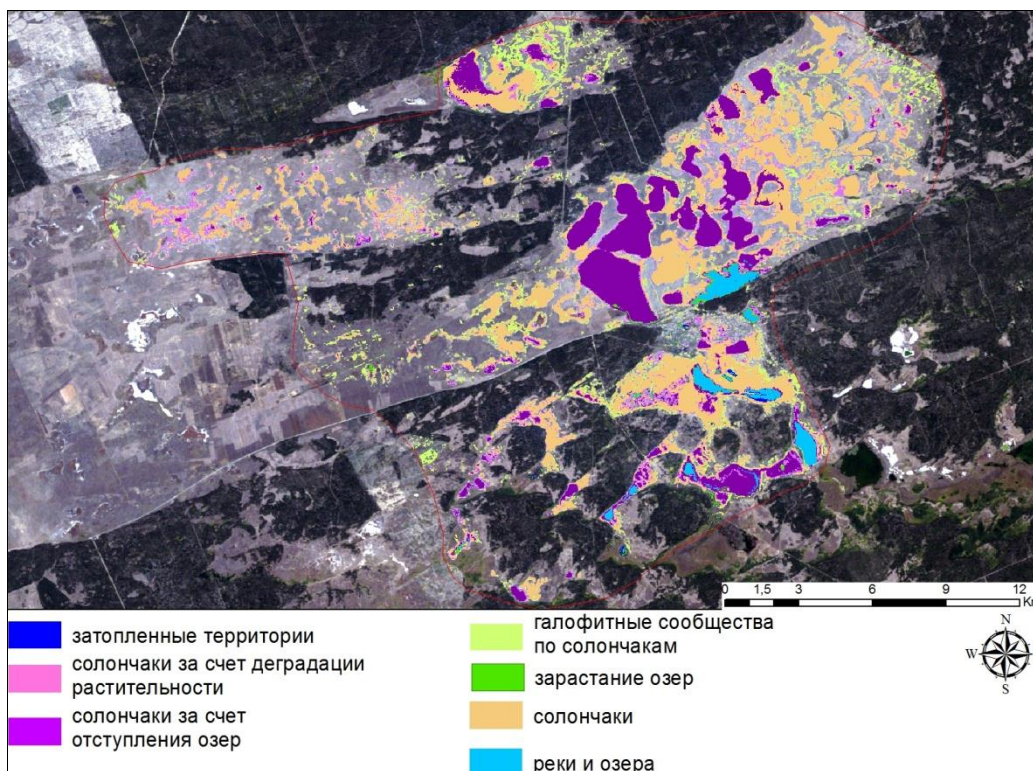 0 1,5 3 6 9 12
Км
затопленные территории
солончаки за счет деградации
растительности
солончаки за счет
отступления озер
галофитные сообщества
по солончакам
зарастание озер
солончаки
реки и озера
N
W E
S